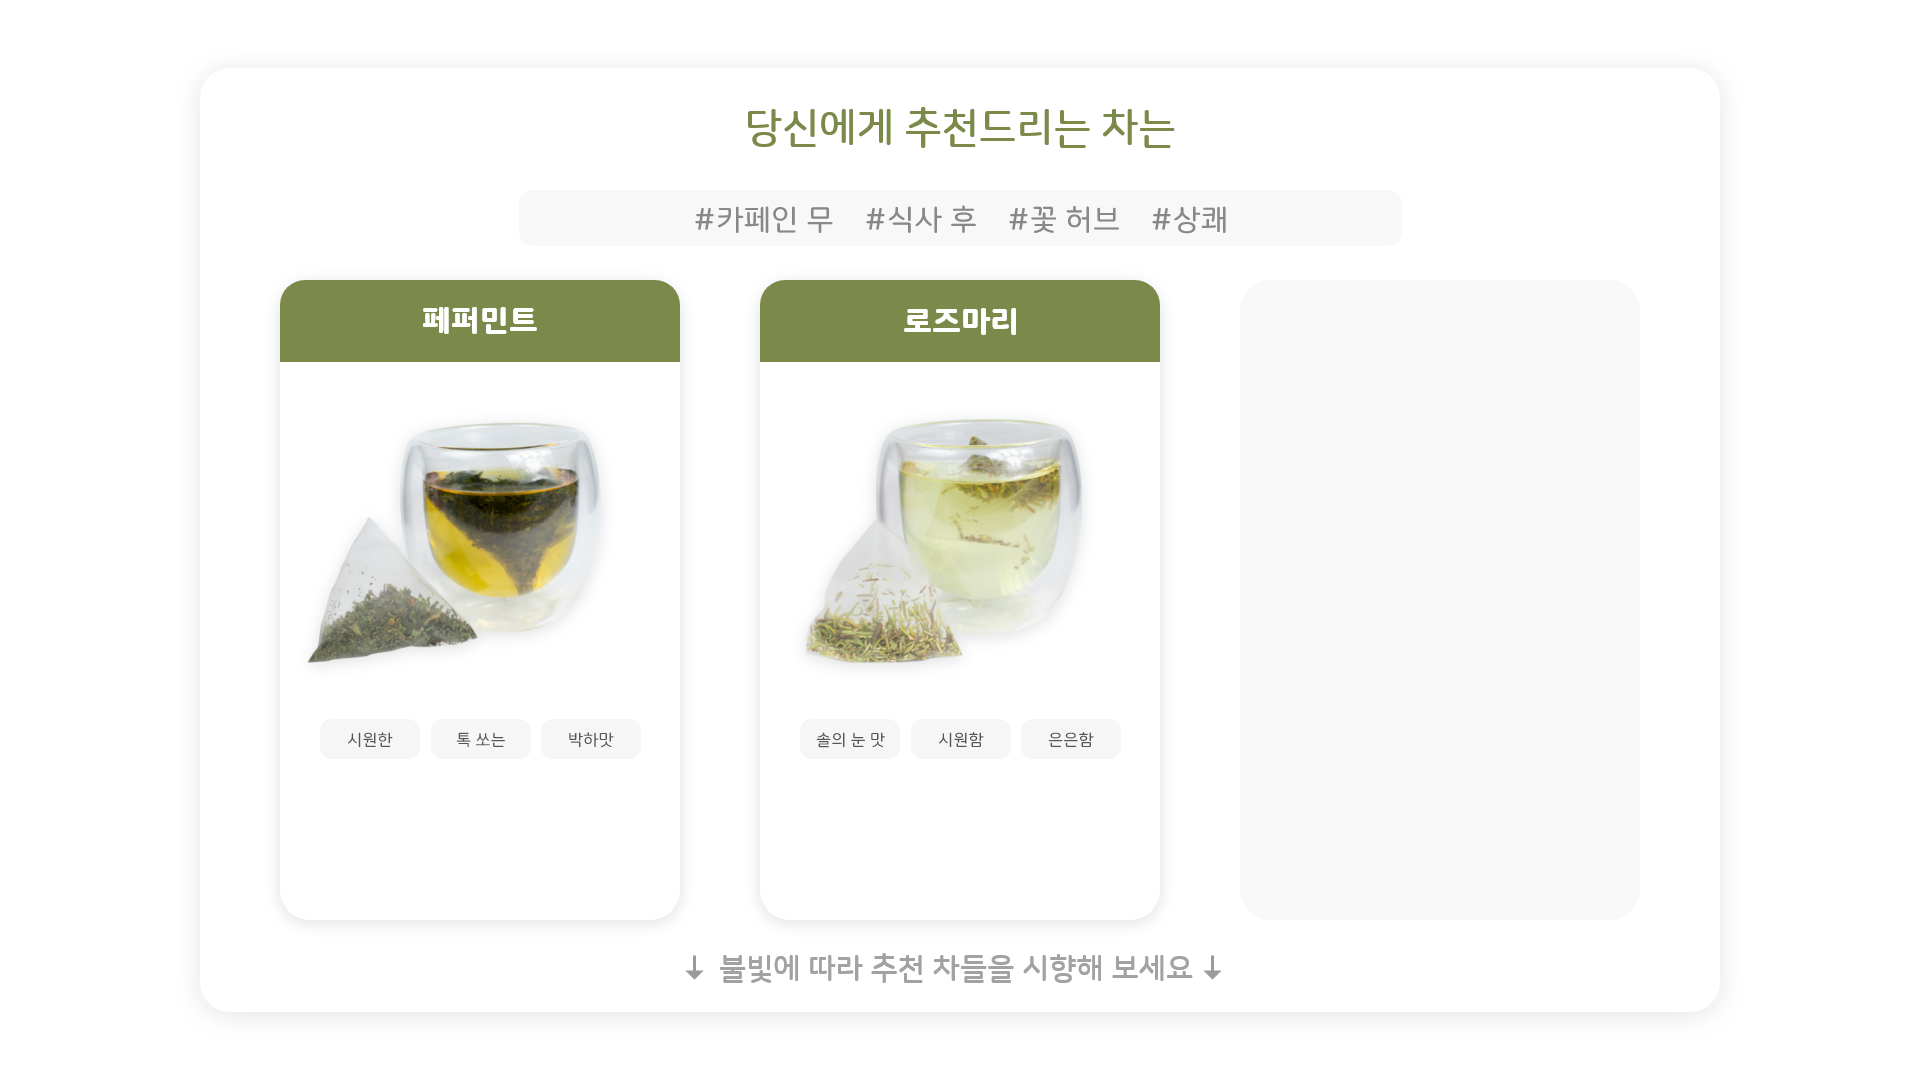 당신에게 추천드리는 차는
#카페인 무 #식사 후 #꽃 허브 #상쾌
페퍼민트
시원한 톡 쏘는 박하맛
로즈마리
솔의 눈 맛 시원함 은은함
↓ 불빛에 따라 추천 차들을 시향해 보세요 ↓